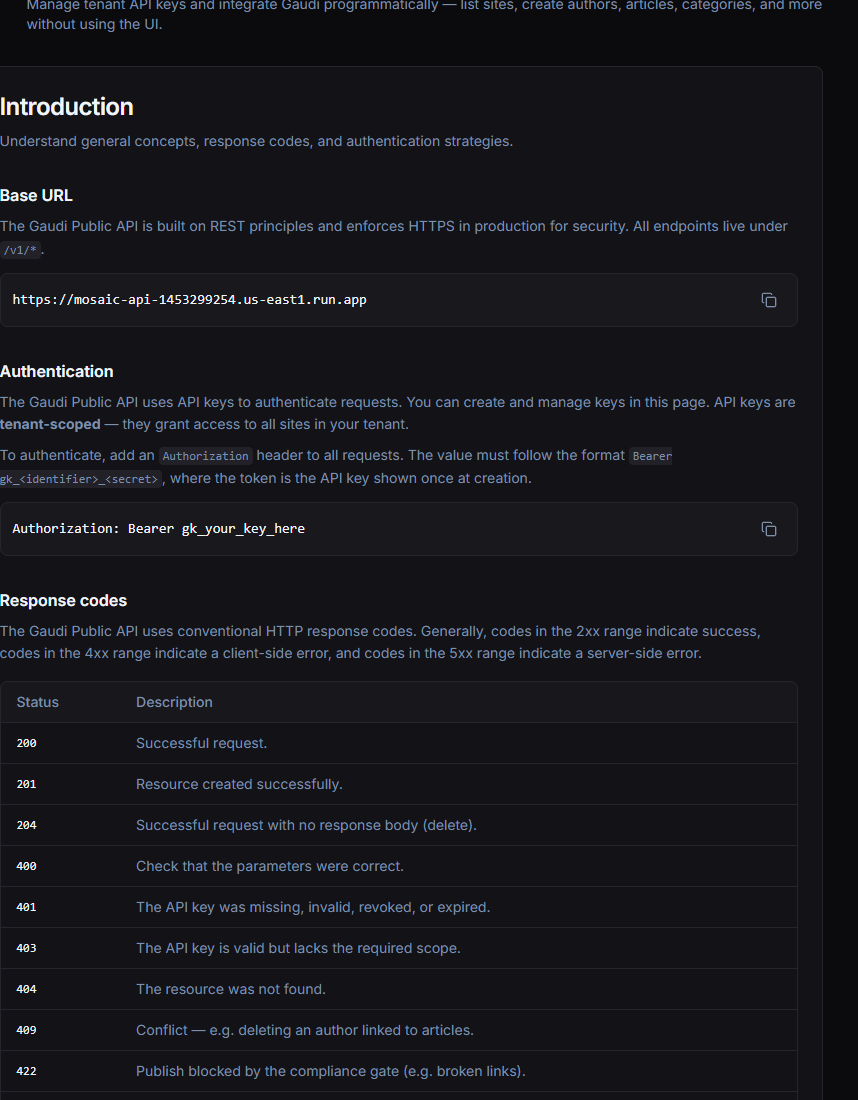 Manage tenant API keys and integrate Gaudi programmatically — list sites, create authors, articles, categories, and more
without using the UI.
Introduction
Understand general concepts, response codes, and authentication strategies.
Base URL
The Gaudi Public API is built on REST principles and enforces HTTPS in production for security. All endpoints live under
/v1/* .
https://mosaic-api-1453299254.us-east1.run.app
Authentication
The Gaudi Public API uses API keys to authenticate requests. You can create and manage keys in this page. API keys are
tenant-scoped — they grant access to all sites in your tenant.
To authenticate, add an Authorization header to all requests. The value must follow the format Bearer
gk_<identifier>_<secret> , where the token is the API key shown once at creation.
Authorization: Bearer gk_your_key_here
Response codes
The Gaudi Public API uses conventional HTTP response codes. Generally, codes in the 2xx range indicate success,
codes in the 4xx range indicate a client-side error, and codes in the 5xx range indicate a server-side error.
Status Description
200 Successful request.
201 Resource created successfully.
204 Successful request with no response body (delete).
400 Check that the parameters were correct.
401 The API key was missing, invalid, revoked, or expired.
403 The API key is valid but lacks the required scope.
404 The resource was not found.
409 Conflict — e.g. deleting an author linked to articles.
422 Publish blocked by the compliance gate (e.g. broken links).